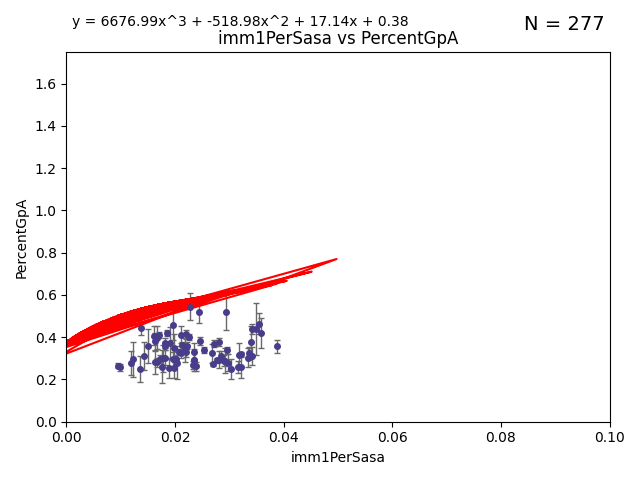 y = 6676.99x^3 + -518.98x^2 + 17.14x + 0.38
N = 277
imm1PerSasa vs PercentGpA
PercentGpA
1.6
1.4
1.2
1.0
0.8
0.6
0.4
0.2
0.0
0.00 0.02 0.04 0.06 0.08 0.10
imm1PerSasa